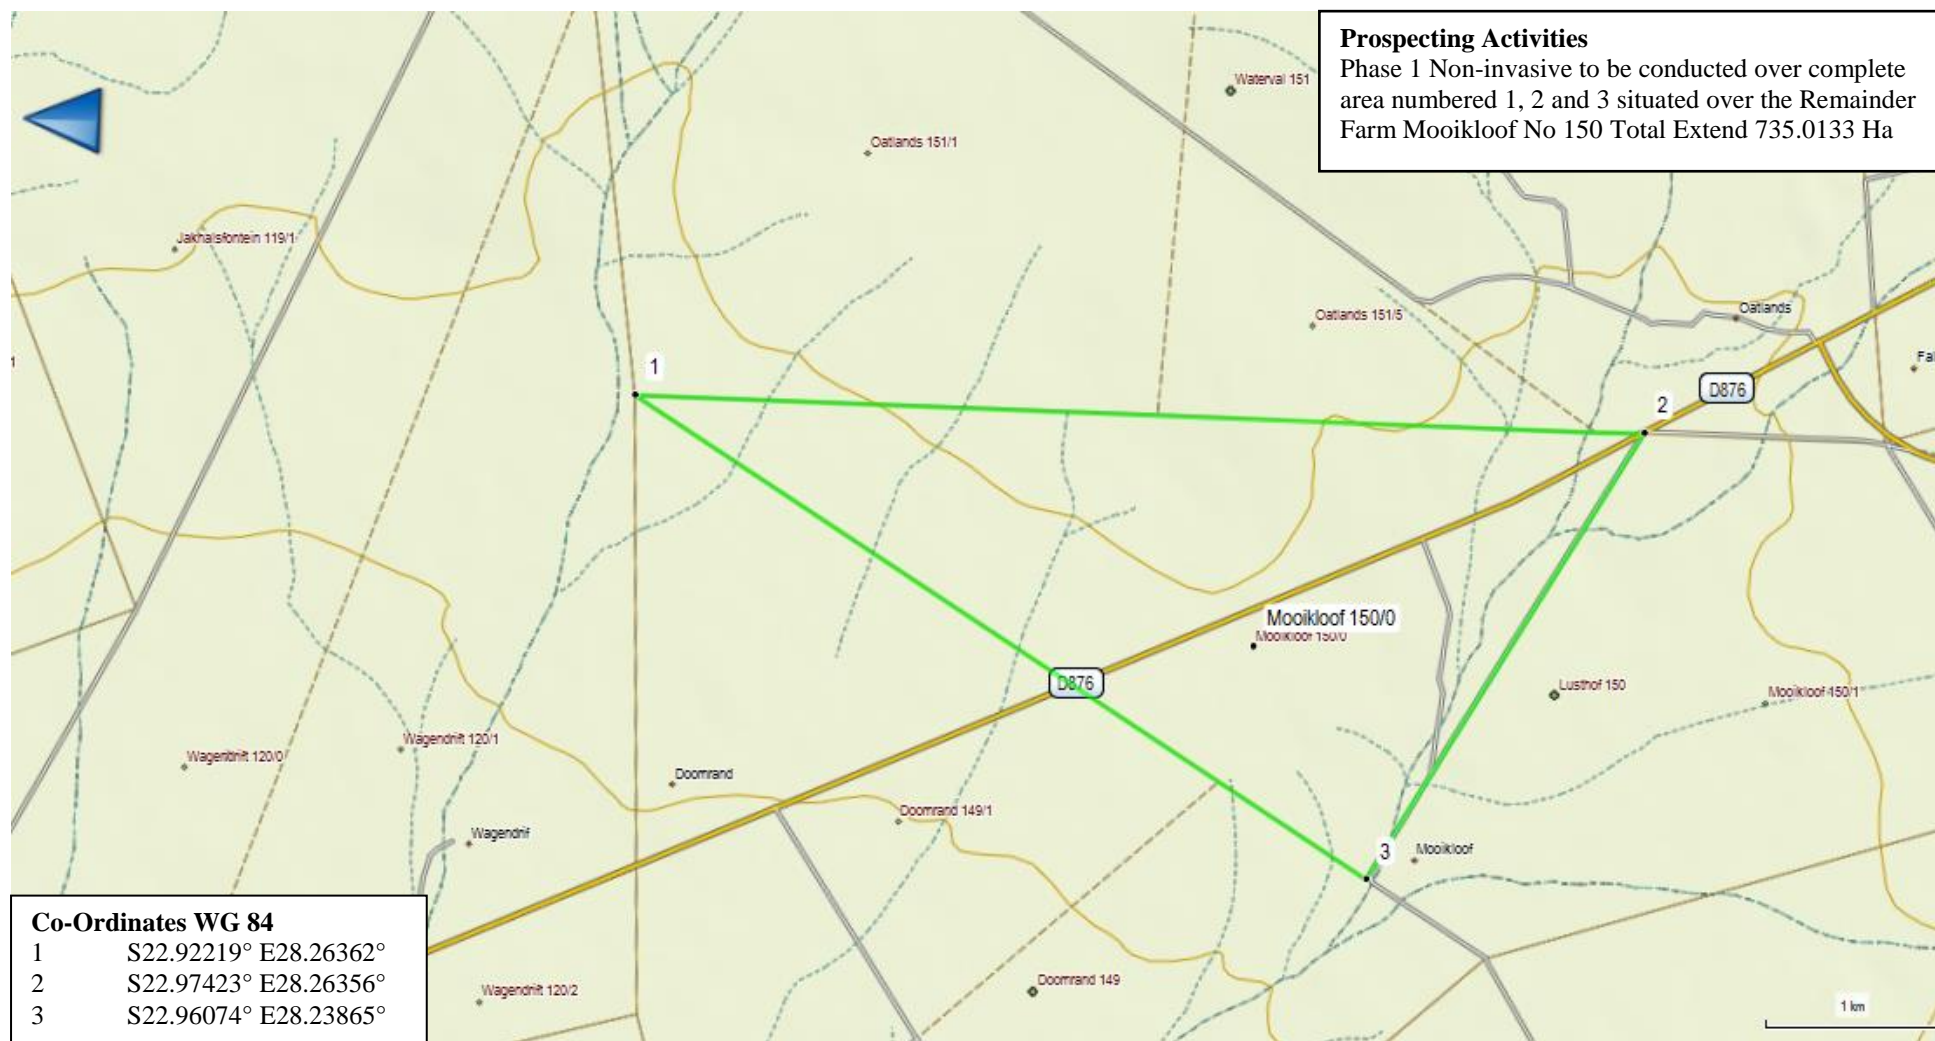 Prospecting Activities
Phase 1 Non-invasive to be conducted over complete
area numbered 1, 2 and 3 situated over the Remainder
Farm Mooikloof No 150 Total Extend 735.0133 Ha
Waterval 151
Oatlands 151/1
Jakhalsfontein 119/1
Oatlands 151/5
Oatlands
1
Fal
1
D876
2
Mooikloof 150/0
Mooikloof 150/0
D876
Lusthof 150
Mooikloof 150/1
Wagendrift 120/1
Wagendrift 120/0
Doornrand
Doornrand 149/1
Wagendrif
3
Mooikloof
Doornrand 149
Wagendrift 120/2
1 km
Co-Ordinates WG 84
1 S22.92219° E28.26362°
2 S22.97423° E28.26356°
3 S22.96074° E28.23865°